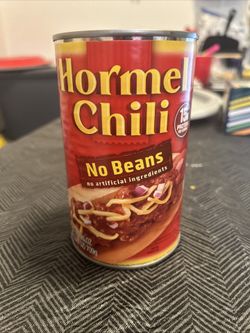 Hormel
Chili
No Beans
no artificial ingredients